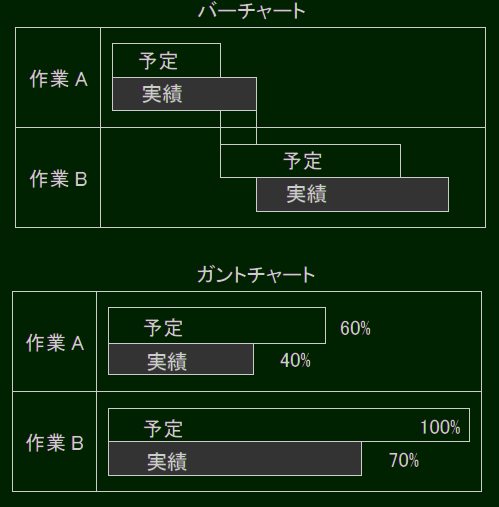 バーチャート
作業 A
予定
実績
作業 B
予定
実績
ガントチャート
作業 A
予定
60%
実績
40%
作業 B
予定
100%
実績
70%